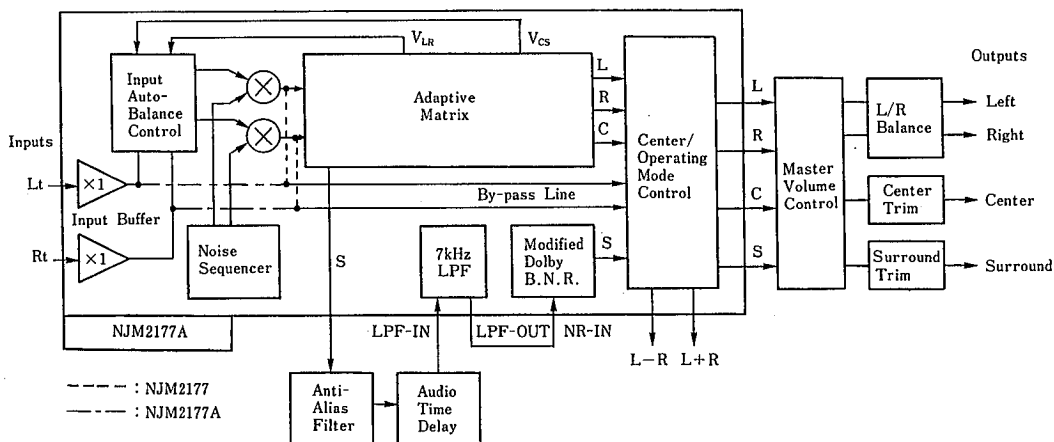 V_LR
V_CS
Outputs
Input
Auto-
Balance
Control
×
×
Adaptive
Matrix
L
R
C
Center/
Operating
Mode
Control
L
R
C
S
Master
Volume
Control
L/R
Balance
Left
Right
Center
Trim
Center
Surround
Trim
Surround
Inputs
Lt
×1
Input Buffer
By-pass Line
Rt
×1
Noise
Sequencer
S
7kHz
LPF
Modified
Dolby
B.N.R.
S
NJM2177A
LPF-IN
LPF-OUT
NR-IN
L−R
L+R
: NJM2177
: NJM2177A
Anti-
Alias
Filter
Audio
Time
Delay